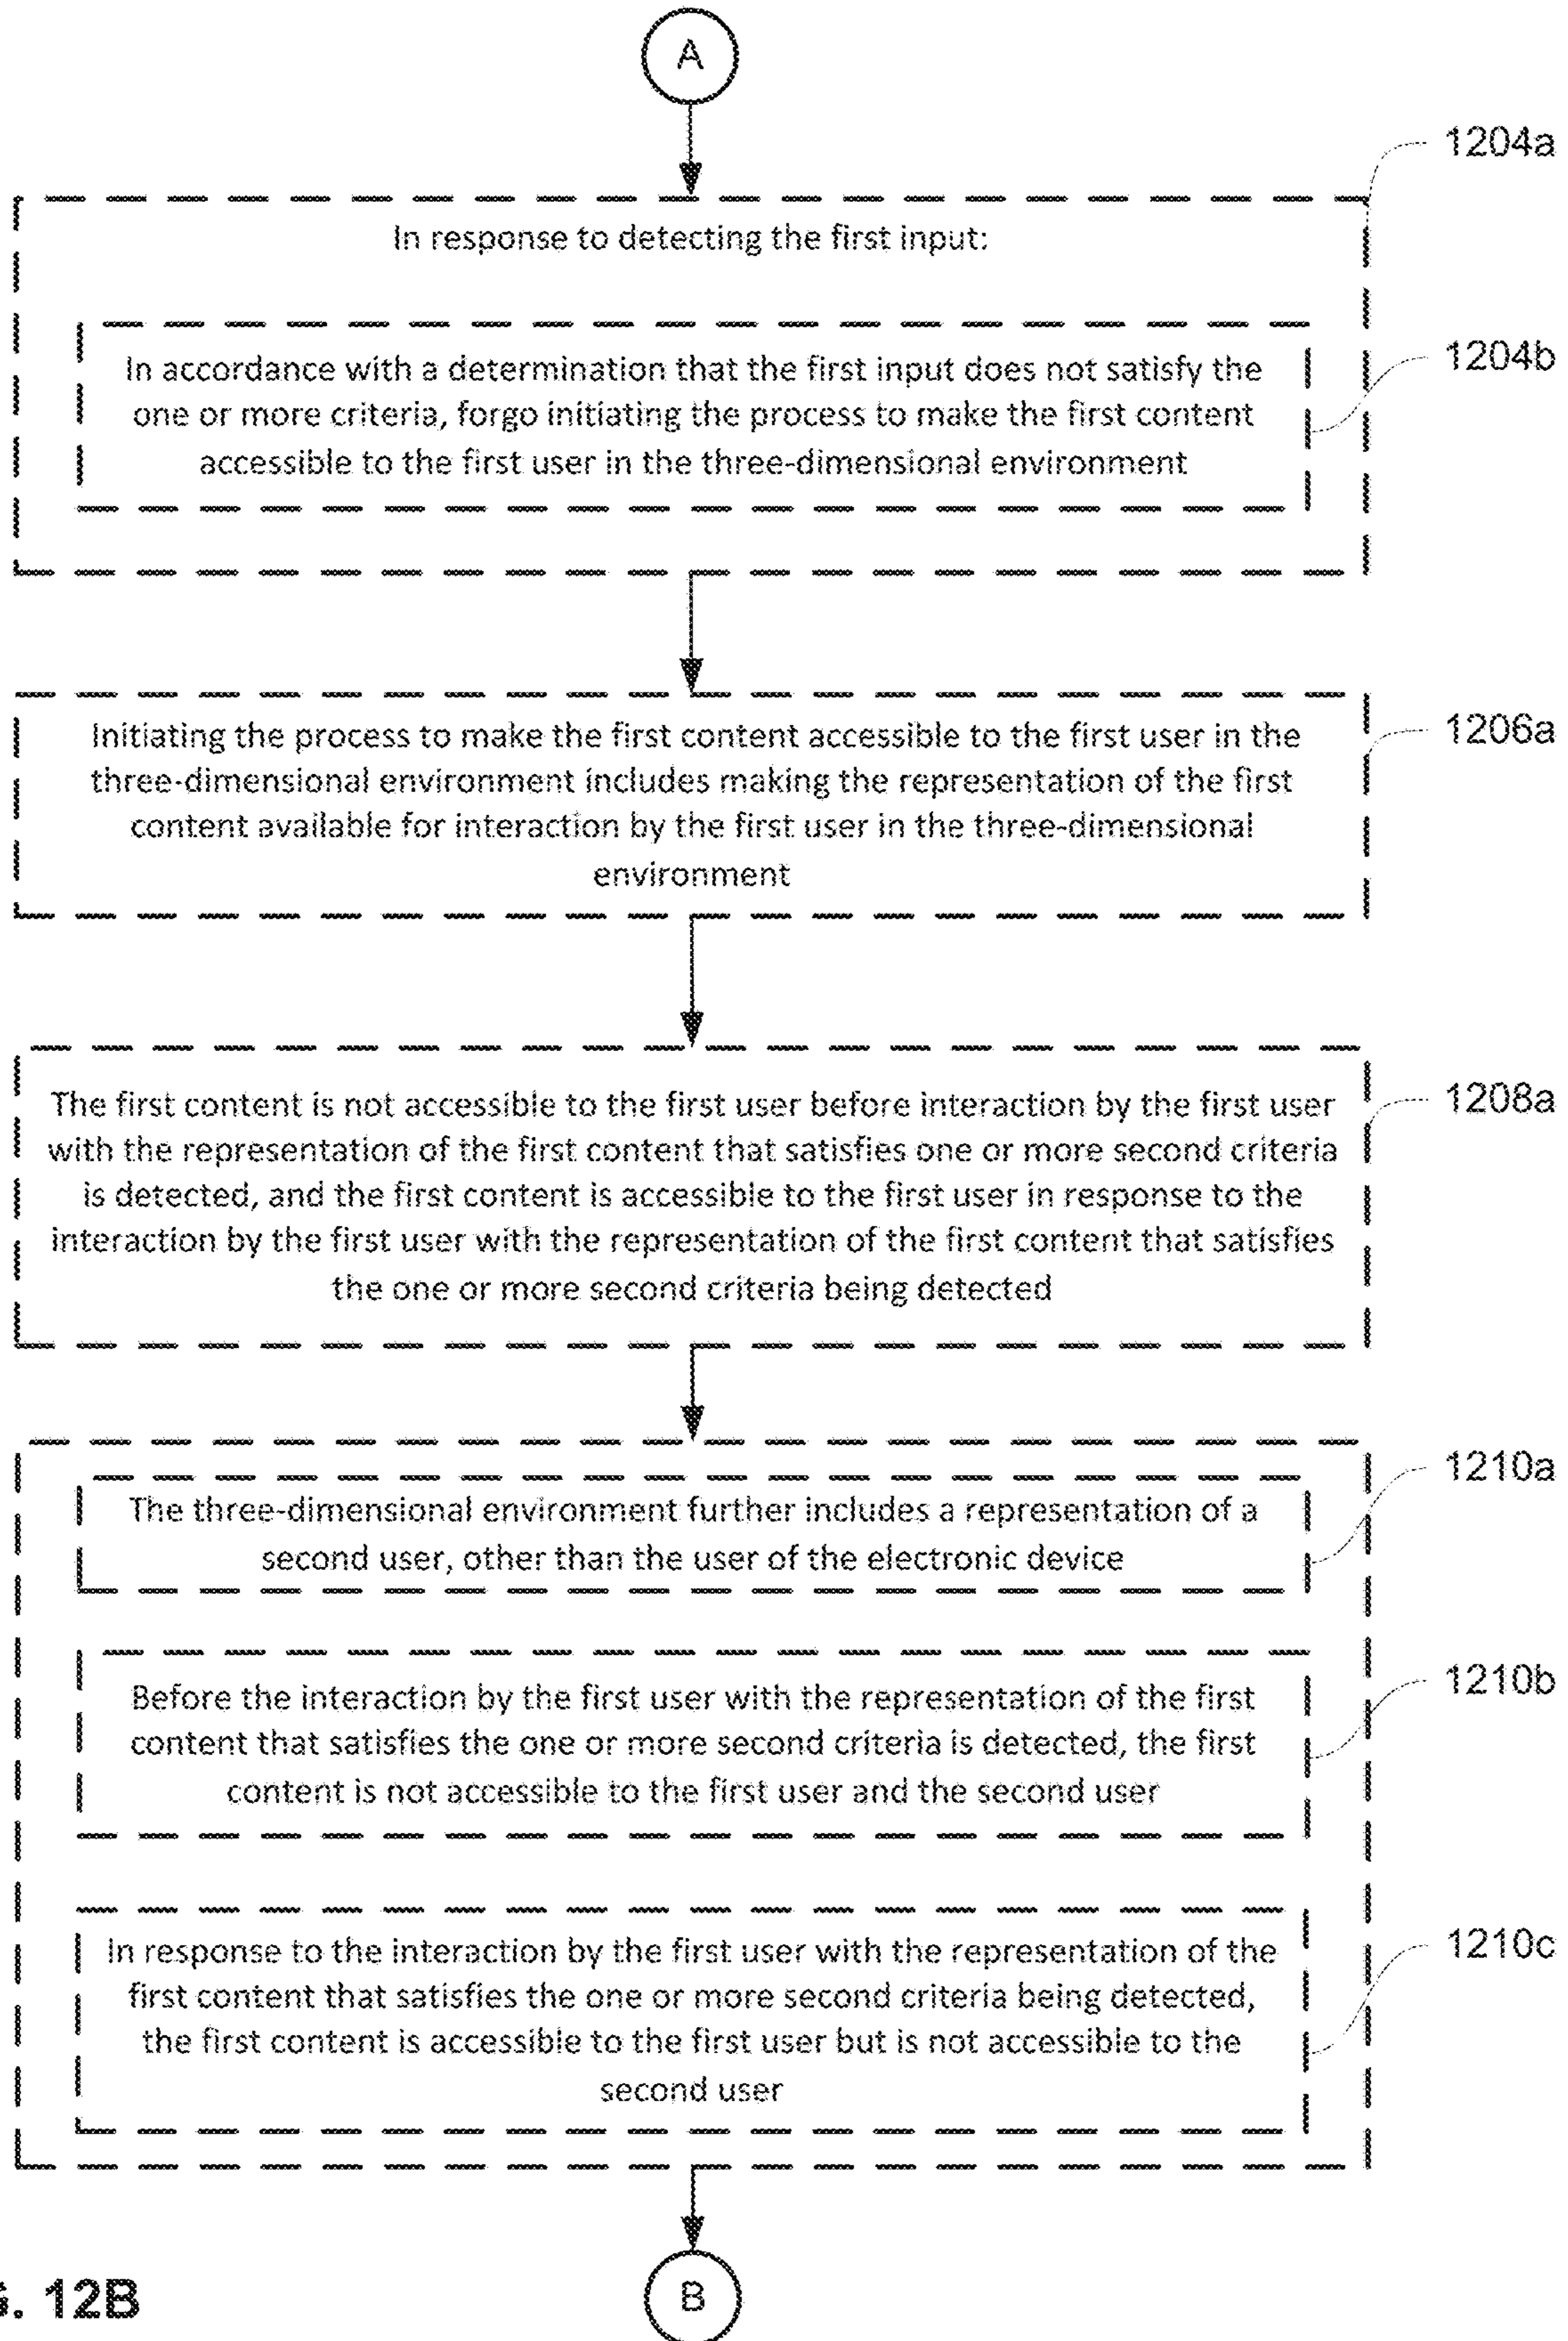 A
1204a
In response to detecting the first input:
1204b
In accordance with a determination that the first input does not satisfy the
one or more criteria, forgo initiating the process to make the first content
accessible to the first user in the three-dimensional environment
1206a
Initiating the process to make the first content accessible to the first user in the
three-dimensional environment includes making the representation of the first
content available for interaction by the first user in the three-dimensional
environment
1208a
The first content is not accessible to the first user before interaction by the first user
with the representation of the first content that satisfies one or more second criteria
is detected, and the first content is accessible to the first user in response to the
interaction by the first user with the representation of the first content that satisfies
the one or more second criteria being detected
1210a
The three-dimensional environment further includes a representation of a
second user, other than the user of the electronic device
1210b
Before the interaction by the first user with the representation of the first
content that satisfies the one or more second criteria is detected, the first
content is not accessible to the first user and the second user
1210c
In response to the interaction by the first user with the representation of the
first content that satisfies the one or more second criteria being detected,
the first content is accessible to the first user but is not accessible to the
second user
B
. 12B